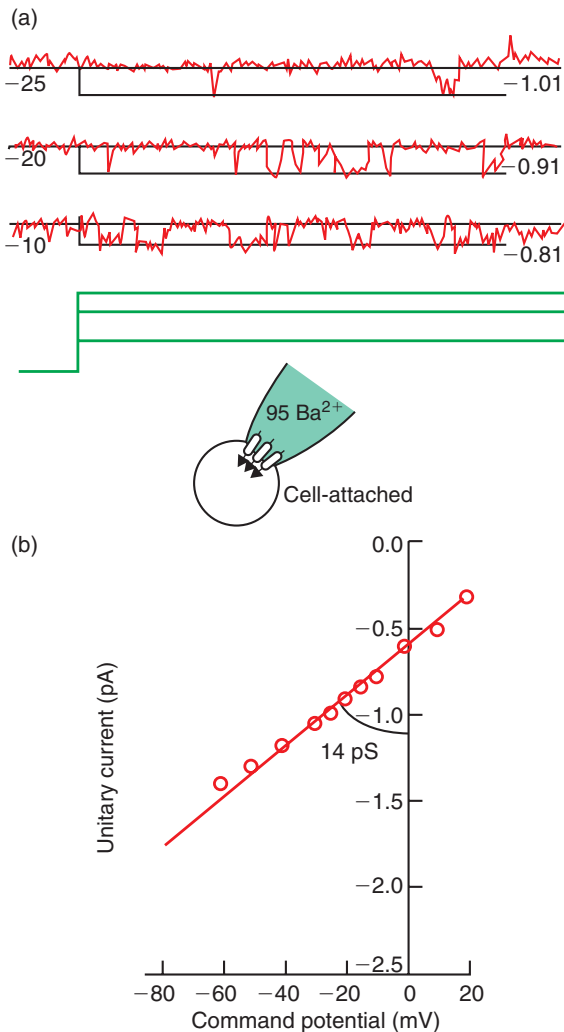 (a)
−25 −1.01
−20 −0.91
−10 −0.81
95 Ba²⁺
Cell-attached
(b)
0.0
−0.5
−1.0
14 pS
−1.5
−2.0
−2.5
Unitary current (pA)
−80 −60 −40 −20 0 20
Command potential (mV)